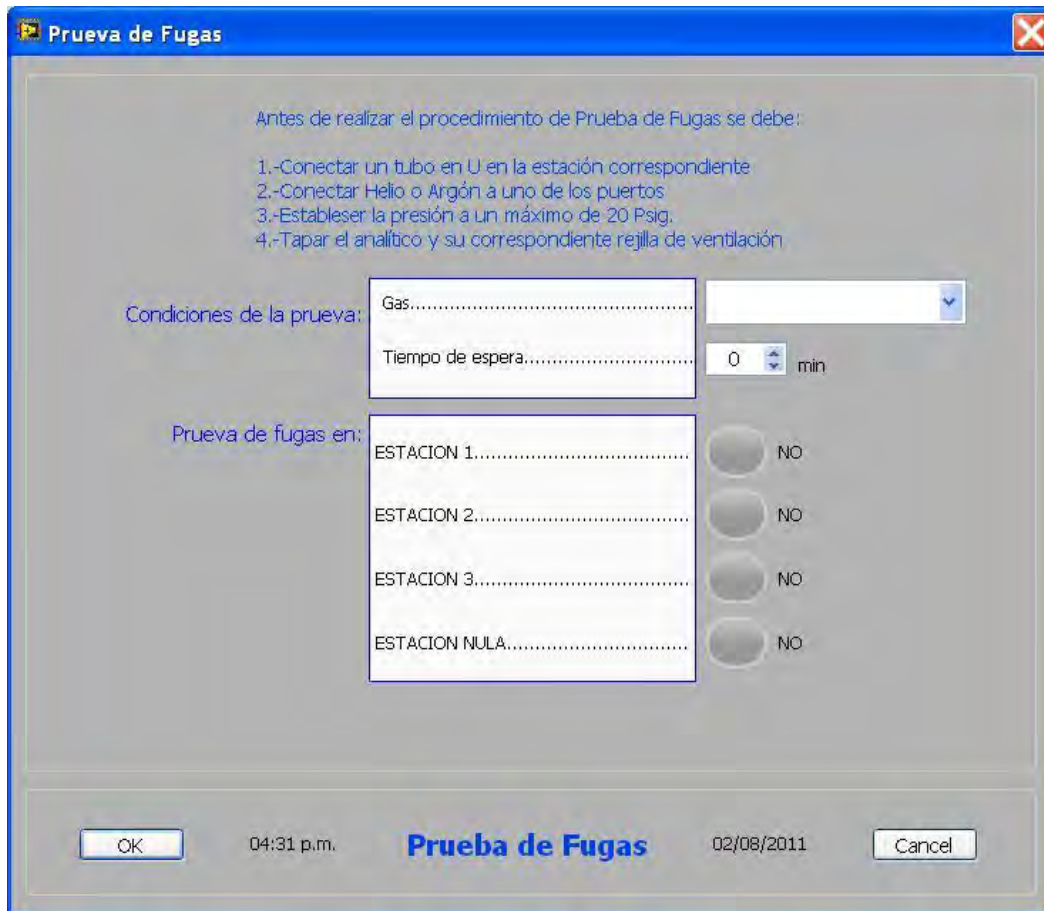 Prueva de Fugas
Antes de realizar el procedimiento de Prueba de Fugas se debe:
1.-Conectar un tubo en U en la estación correspondiente
2.-Conectar Helio o Argón a uno de los puertos
3.-Estableser la presión a un máximo de 20 Psig.
4.-Tapar el analítico y su correspondiente rejilla de ventilación
Condiciones de la prueva:
Gas.................................................
Tiempo de espera..............................
0 min
Prueva de fugas en:
ESTACION 1......................................
NO
ESTACION 2......................................
NO
ESTACION 3......................................
NO
ESTACION NULA................................
NO
OK 04:31 p.m. Prueba de Fugas 02/08/2011 Cancel